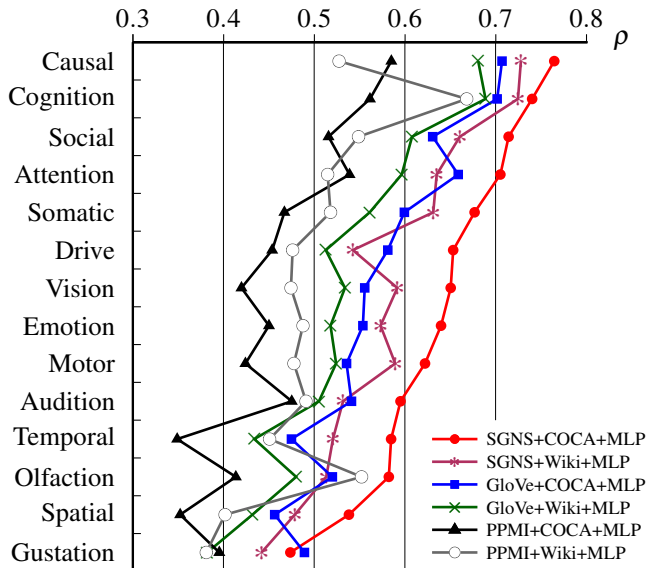 0.3 0.4 0.5 0.6 0.7 0.8
ρ
Causal
Cognition
Social
Attention
Somatic
Drive
Vision
Emotion
Motor
Audition
Temporal
Olfaction
Spatial
Gustation
SGNS+COCA+MLP
SGNS+Wiki+MLP
GloVe+COCA+MLP
GloVe+Wiki+MLP
PPMI+COCA+MLP
PPMI+Wiki+MLP